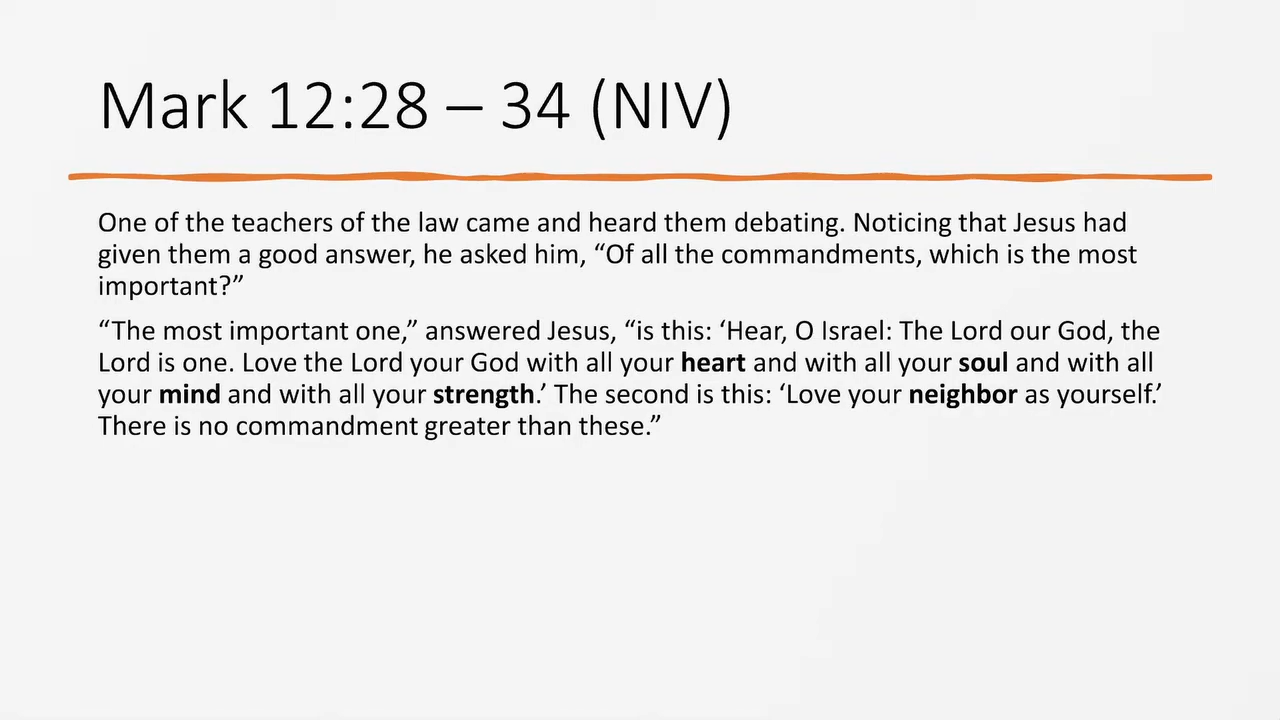 Mark 12:28 – 34 (NIV)
One of the teachers of the law came and heard them debating. Noticing that Jesus had
given them a good answer, he asked him, “Of all the commandments, which is the most
important?”
“The most important one,” answered Jesus, “is this: ‘Hear, O Israel: The Lord our God, the
Lord is one. Love the Lord your God with all your heart and with all your soul and with all
your mind and with all your strength.’ The second is this: ‘Love your neighbor as yourself.’
There is no commandment greater than these.”